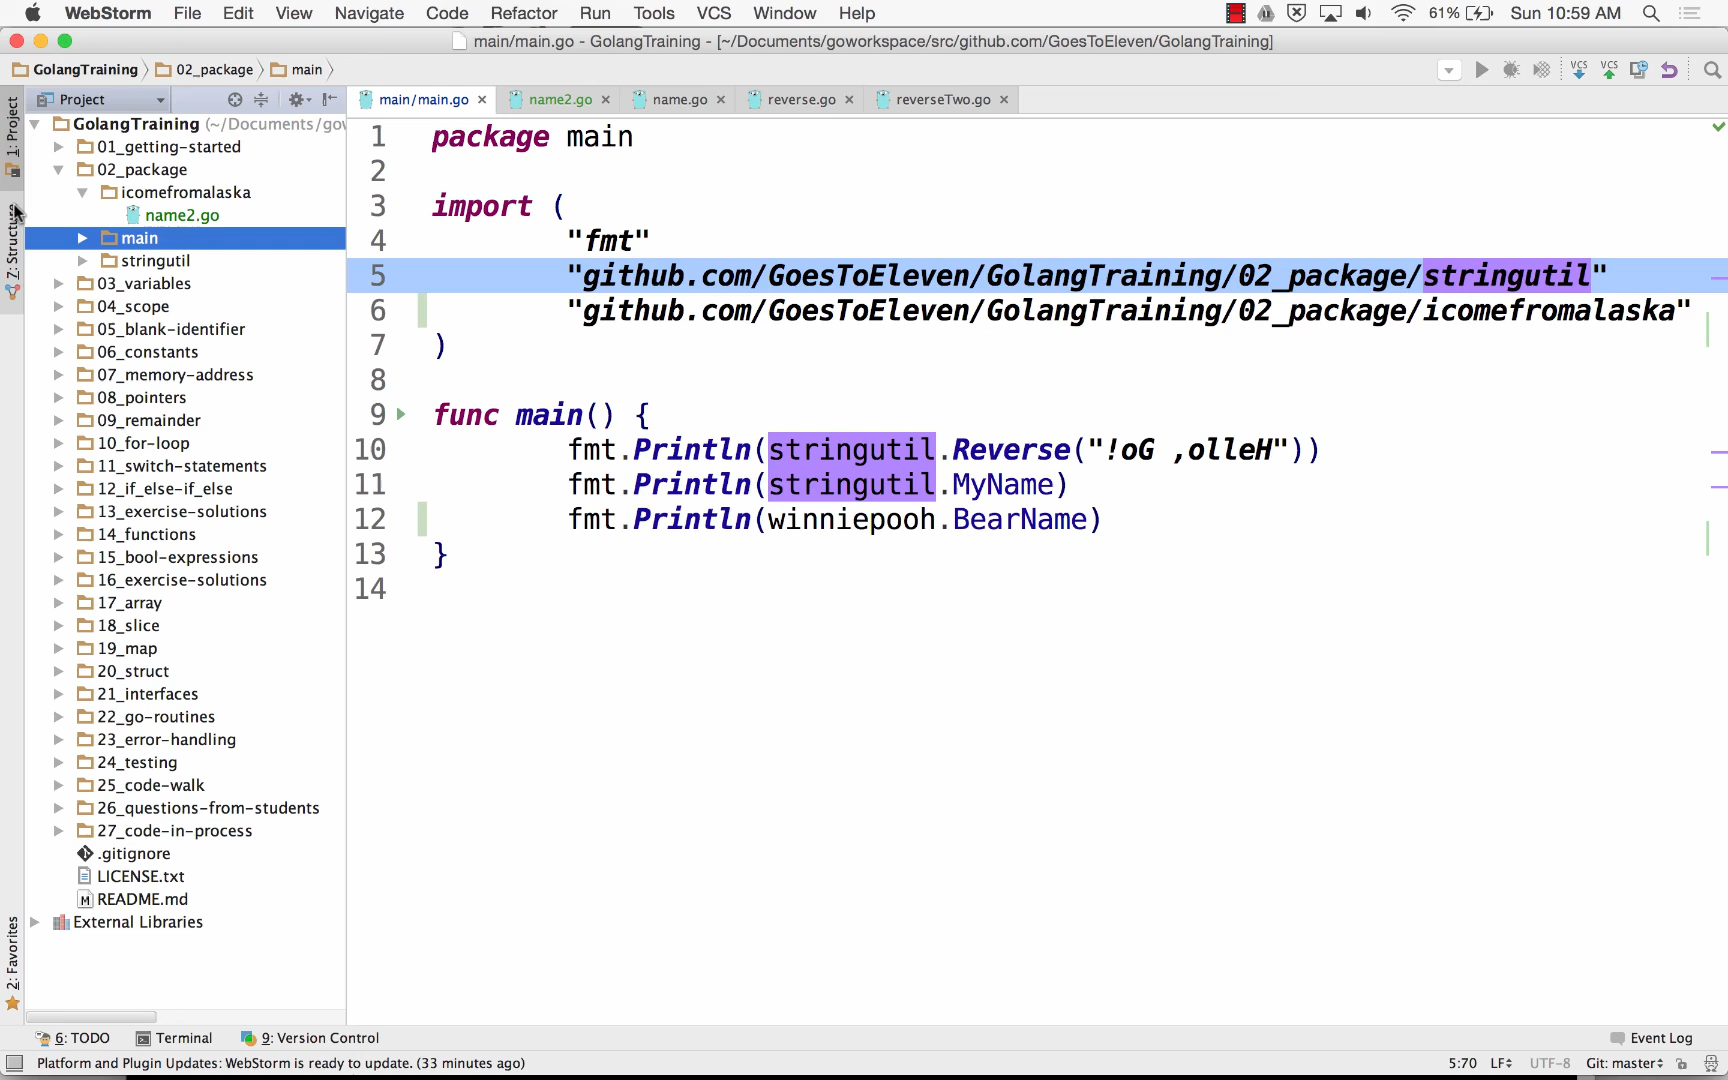 WebStorm File Edit View Navigate Code Refactor Run Tools VCS Window Help 61% Sun 10:59 AM
main/main.go - GolangTraining - [~/Documents/goworkspace/src/github.com/GoesToEleven/GolangTraining]
GolangTraining 02_package main VCS VCS
1: Project
Z: Structure
2: Favorites
Project
main/main.go name2.go name.go reverse.go reverseTwo.go
GolangTraining (~/Documents/gov
01_getting-started
02_package
icomefromalaska
name2.go
main
stringutil
03_variables
04_scope
05_blank-identifier
06_constants
07_memory-address
08_pointers
09_remainder
10_for-loop
11_switch-statements
12_if_else-if_else
13_exercise-solutions
14_functions
15_bool-expressions
16_exercise-solutions
17_array
18_slice
19_map
20_struct
21_interfaces
22_go-routines
23_error-handling
24_testing
25_code-walk
26_questions-from-students
27_code-in-process
.gitignore
LICENSE.txt
README.md
External Libraries
1 package main
2
3 import (
4 "fmt"
5 "github.com/GoesToEleven/GolangTraining/02_package/stringutil"
6 "github.com/GoesToEleven/GolangTraining/02_package/icomefromalaska"
7 )
8
9 func main() {
10 fmt.Println(stringutil.Reverse("!oG ,olleH"))
11 fmt.Println(stringutil.MyName)
12 fmt.Println(winniepooh.BearName)
13 }
14
6: TODO Terminal 9: Version Control Event Log
Platform and Plugin Updates: WebStorm is ready to update. (33 minutes ago) 5:70 LF UTF-8 Git: master